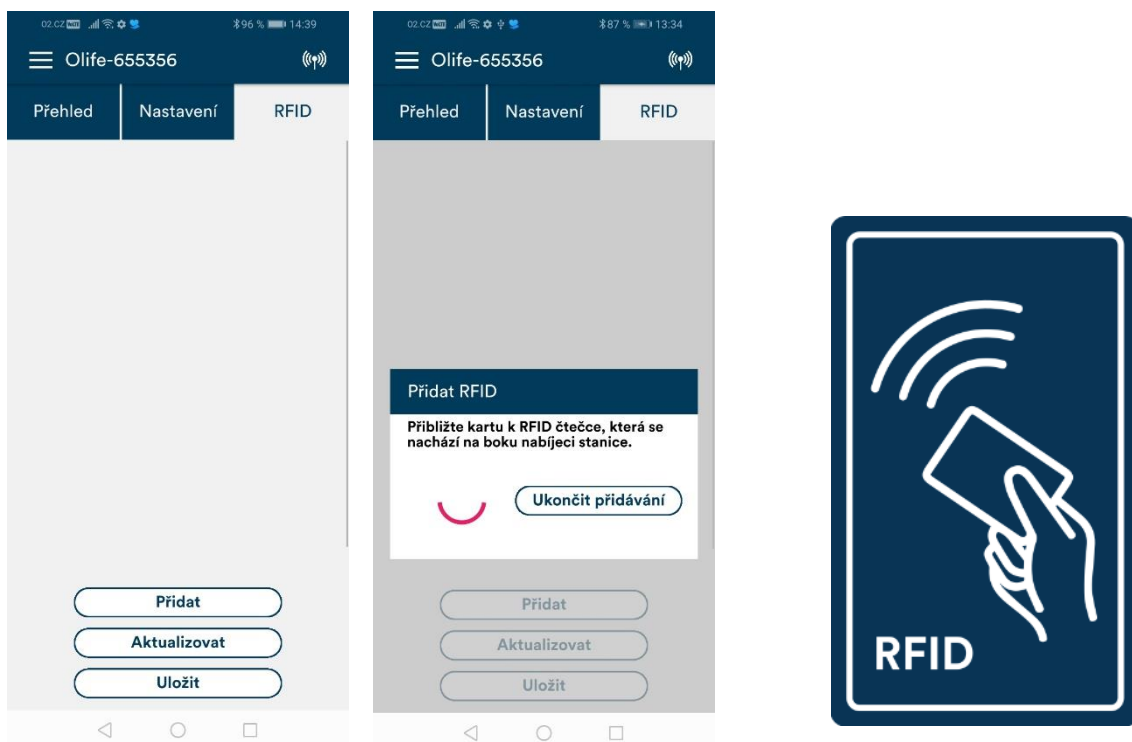 02.CZ 96 % 14:39
Olife-655356
Přehled Nastavení RFID
Přidat
Aktualizovat
Uložit
02.CZ 87 % 13:34
Olife-655356
Přehled Nastavení RFID
Přidat RFID
Přibližte kartu k RFID čtečce, která se
nachází na boku nabíjeci stanice.
Ukončit přidávání
Přidat
Aktualizovat
Uložit
RFID